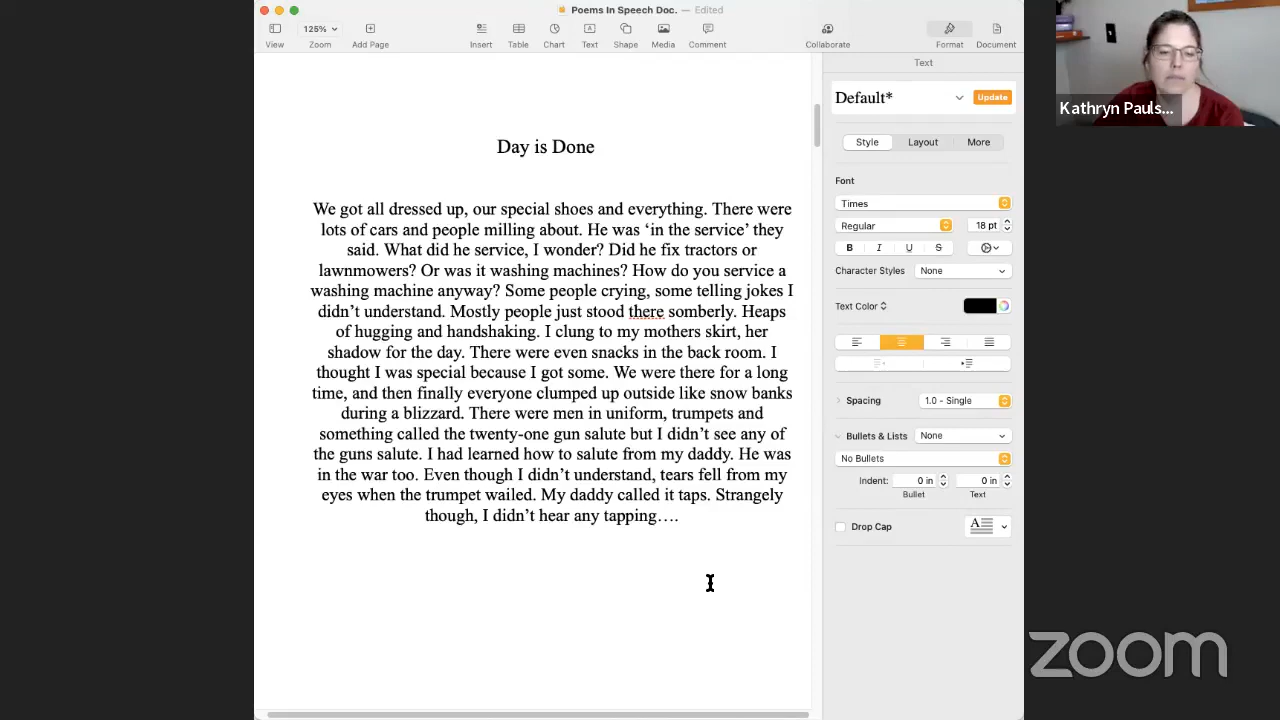 Poems In Speech Doc. — Edited
View
125%
Zoom
Add Page
Insert
Table
Chart
Text
Shape
Media
Comment
Collaborate
Format
Document
Kathryn Pauls...
Text
Default*
Update
Style
Layout
More
Font
Times
Regular
18 pt
B I U S
Character Styles
None
Text Color
Spacing
1.0 - Single
Bullets & Lists
None
No Bullets
Indent:
0 in
0 in
Bullet
Text
Drop Cap
A
Day is Done
We got all dressed up, our special shoes and everything. There were
lots of cars and people milling about. He was ‘in the service’ they
said. What did he service, I wonder? Did he fix tractors or
lawnmowers? Or was it washing machines? How do you service a
washing machine anyway? Some people crying, some telling jokes I
didn’t understand. Mostly people just stood there somberly. Heaps
of hugging and handshaking. I clung to my mothers skirt, her
shadow for the day. There were even snacks in the back room. I
thought I was special because I got some. We were there for a long
time, and then finally everyone clumped up outside like snow banks
during a blizzard. There were men in uniform, trumpets and
something called the twenty-one gun salute but I didn’t see any of
the guns salute. I had learned how to salute from my daddy. He was
in the war too. Even though I didn’t understand, tears fell from my
eyes when the trumpet wailed. My daddy called it taps. Strangely
though, I didn’t hear any tapping….
zoom